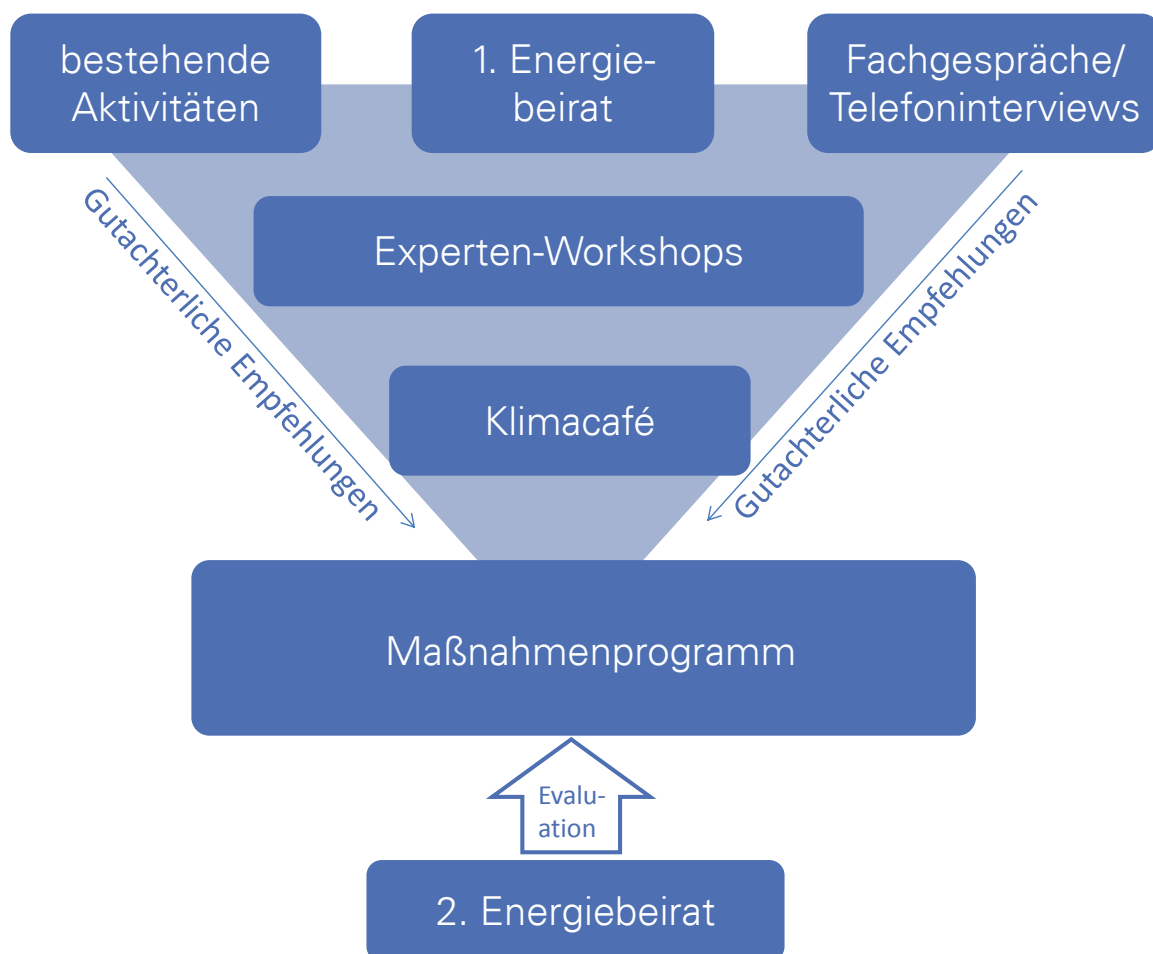 bestehende
Aktivitäten
1. Energie-
beirat
Fachgespräche/
Telefoninterviews
Experten-Workshops
Klimacafé
Gutachterliche Empfehlungen
Gutachterliche Empfehlungen
Maßnahmenprogramm
Evalu-
ation
2. Energiebeirat